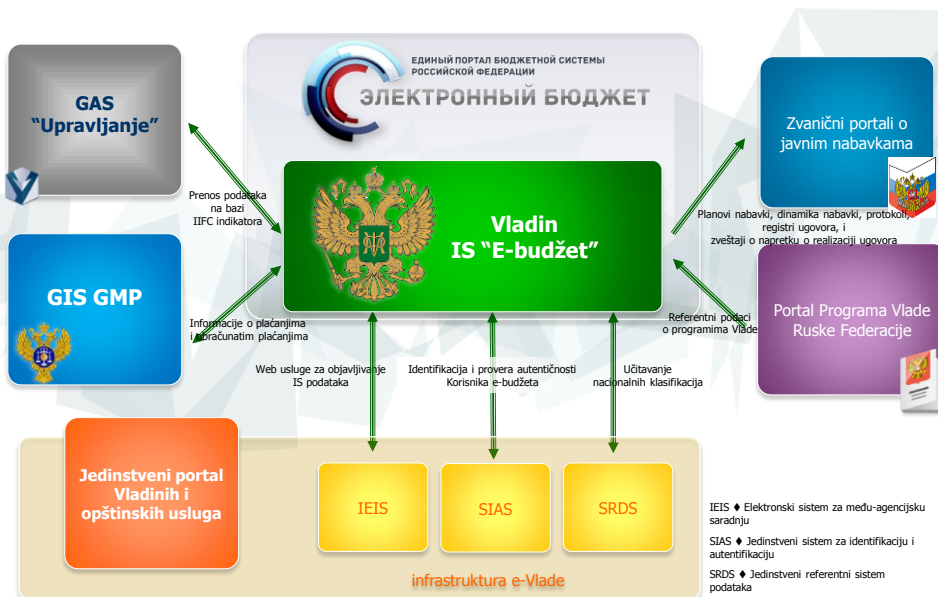 ЕДИНЫЙ ПОРТАЛ БЮДЖЕТНОЙ СИСТЕМЫ
РОССИЙСКОЙ ФЕДЕРАЦИИ
ЭЛЕКТРОННЫЙ БЮДЖЕТ
GAS
“Upravljanje”
Zvanični portali o
javnim nabavkama
Prenos podataka
na bazi
IIFC indikatora
Vladin
IS “E-budžet”
Planovi nabavki, dinamika nabavki, protokoli,
registri ugovora, i
zveštaji o napretku o realizaciji ugovora
GIS GMP
Informacije o plaćanjima
i obračunatim plaćanjima
Referentni podaci
o programima Vlade
Portal Programa Vlade
Ruske Federacije
Web usluge za objavljivanje
IS podataka
Identifikacija i provera autentičnosti
Korisnika e-budžeta
Učitavanje
nacionalnih klasifikacija
Jedinstveni portal
Vladinih i
opštinskih usluga
IEIS
SIAS
SRDS
infrastruktura e-Vlade
IEIS ♦ Elektronski sistem za među-agencijsku
saradnju
SIAS ♦ Jedinstveni sistem za identifikaciju i
autentifikaciju
SRDS ♦ Jedinstveni referentni sistem
podataka